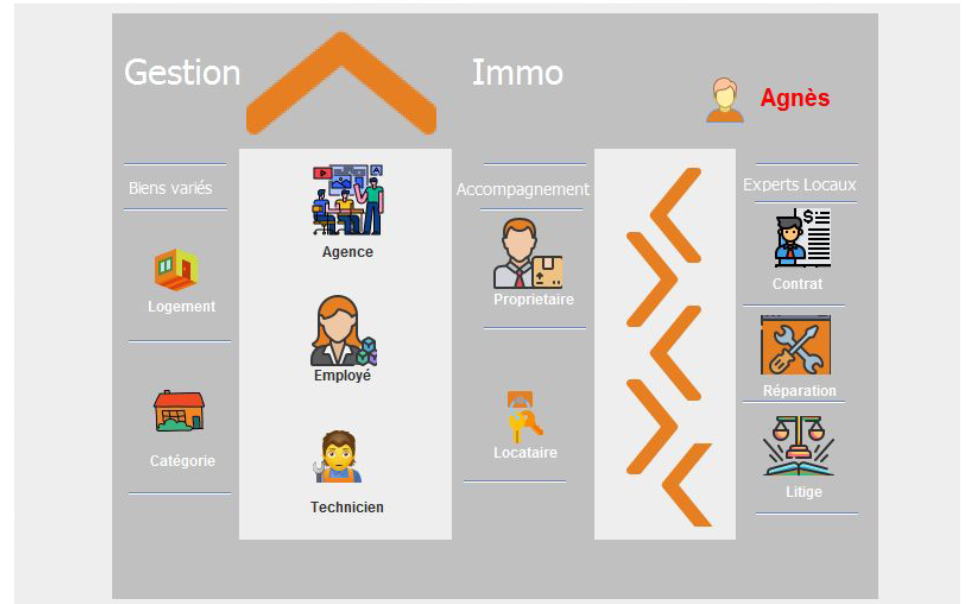 Gestion
Immo
Agnès
Biens variés
Logement
Catégorie
Agence
Employé
Technicien
Accompagnement
Proprietaire
Locataire
Experts Locaux
Contrat
Réparation
Litige